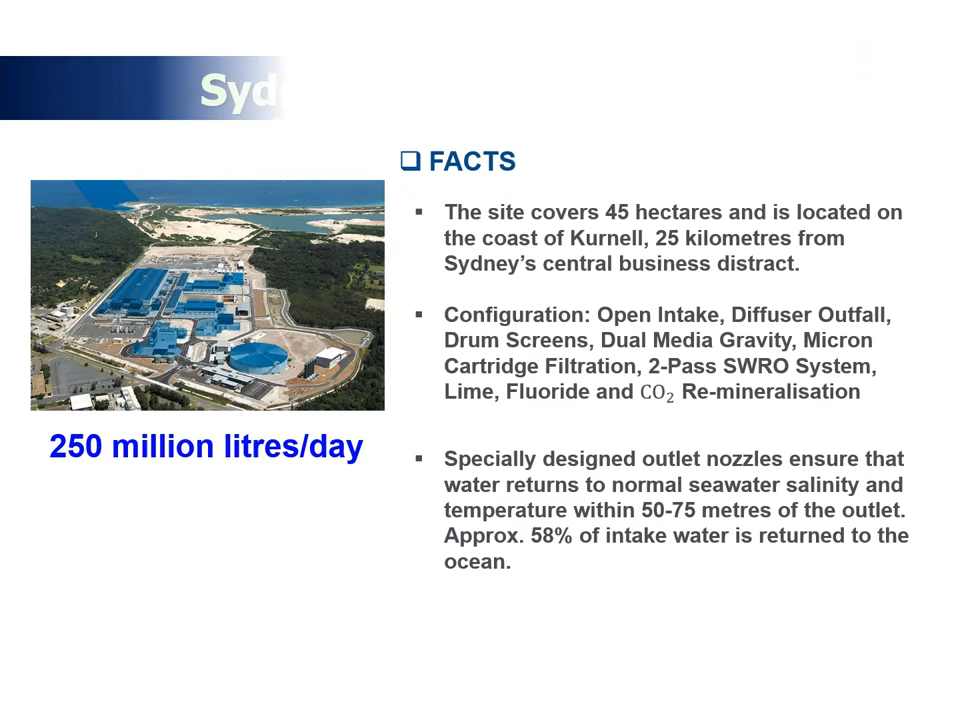 ❑ FACTS
▪ The site covers 45 hectares and is located on
the coast of Kurnell, 25 kilometres from
Sydney’s central business distract.
▪ Configuration: Open Intake, Diffuser Outfall,
Drum Screens, Dual Media Gravity, Micron
Cartridge Filtration, 2-Pass SWRO System,
Lime, Fluoride and CO₂ Re-mineralisation
250 million litres/day
▪ Specially designed outlet nozzles ensure that
water returns to normal seawater salinity and
temperature within 50-75 metres of the outlet.
Approx. 58% of intake water is returned to the
ocean.